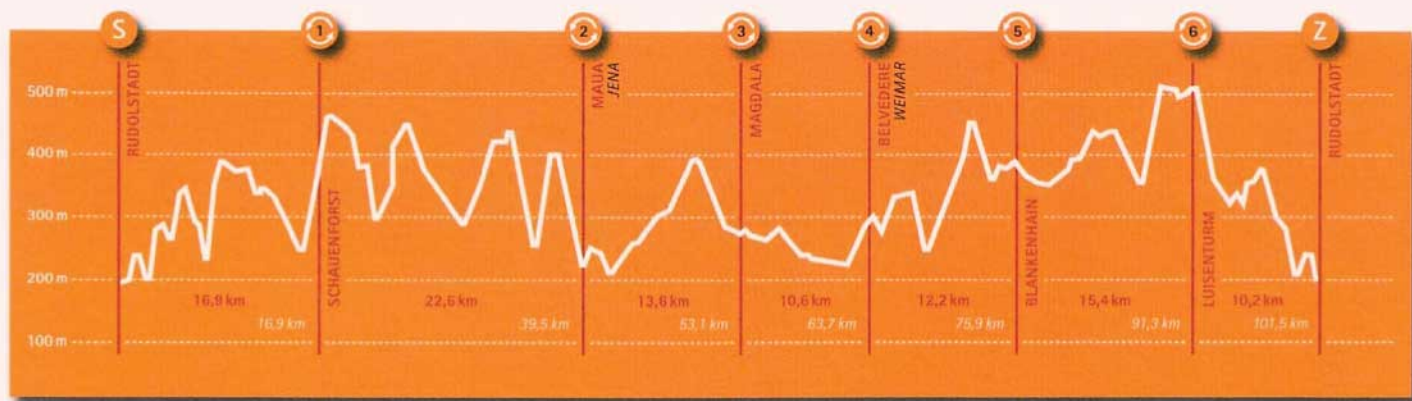 S 1 2 3 4 5 6 Z
500 m
400 m
300 m
200 m
100 m
RUDOLSTADT
SCHAUENFORST
MAUA
JENA
MAGDALA
BELVEDERE
WEIMAR
BLANKENHAIN
LUISENTURM
RUDOLSTADT
16,9 km 22,6 km 13,6 km 10,6 km 12,2 km 15,4 km 10,2 km
16,9 km 39,5 km 53,1 km 63,7 km 75,9 km 91,3 km 101,5 km